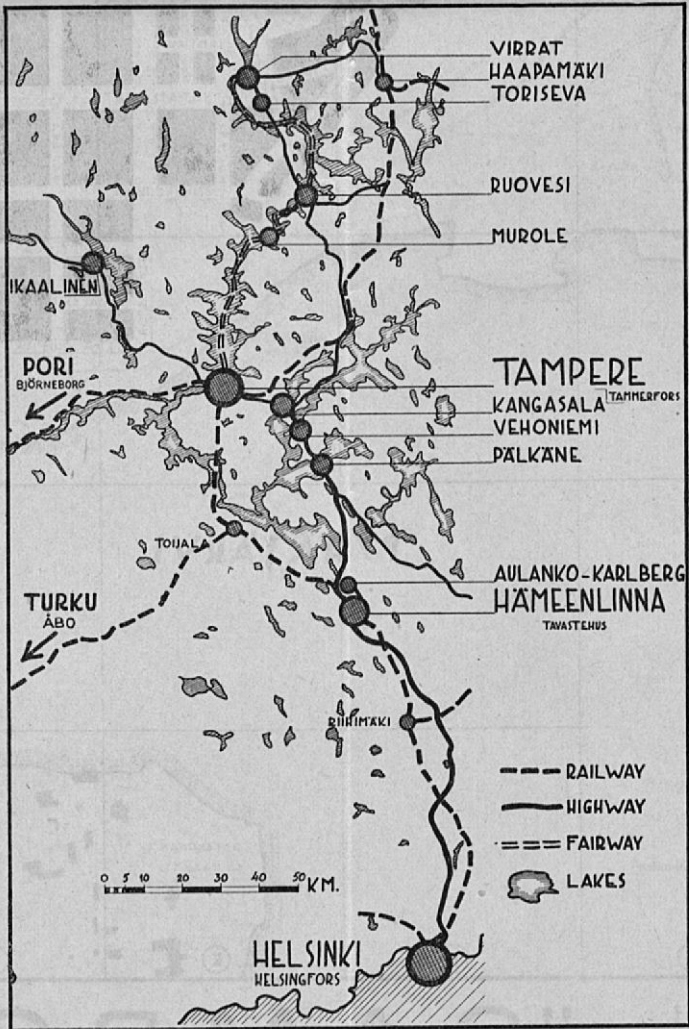 VIRRAT
HAAPAMÄKI
TORISEVA
RUOVESI
MUROLE
IKAALINEN
PORI
BJÖRNEBORG
TAMPERE
TAMMERFORS
KANGASALA
VEHONIEMI
PÄLKÄNE
TOIJALA
AULANKO-KARLBERG
HÄMEENLINNA
TAVASTEHUS
TURKU
ÅBO
RIIHIMÄKI
RAILWAY
HIGHWAY
FAIRWAY
LAKES
0 5 10 20 30 40 50 KM.
HELSINKI
HELSINGFORS